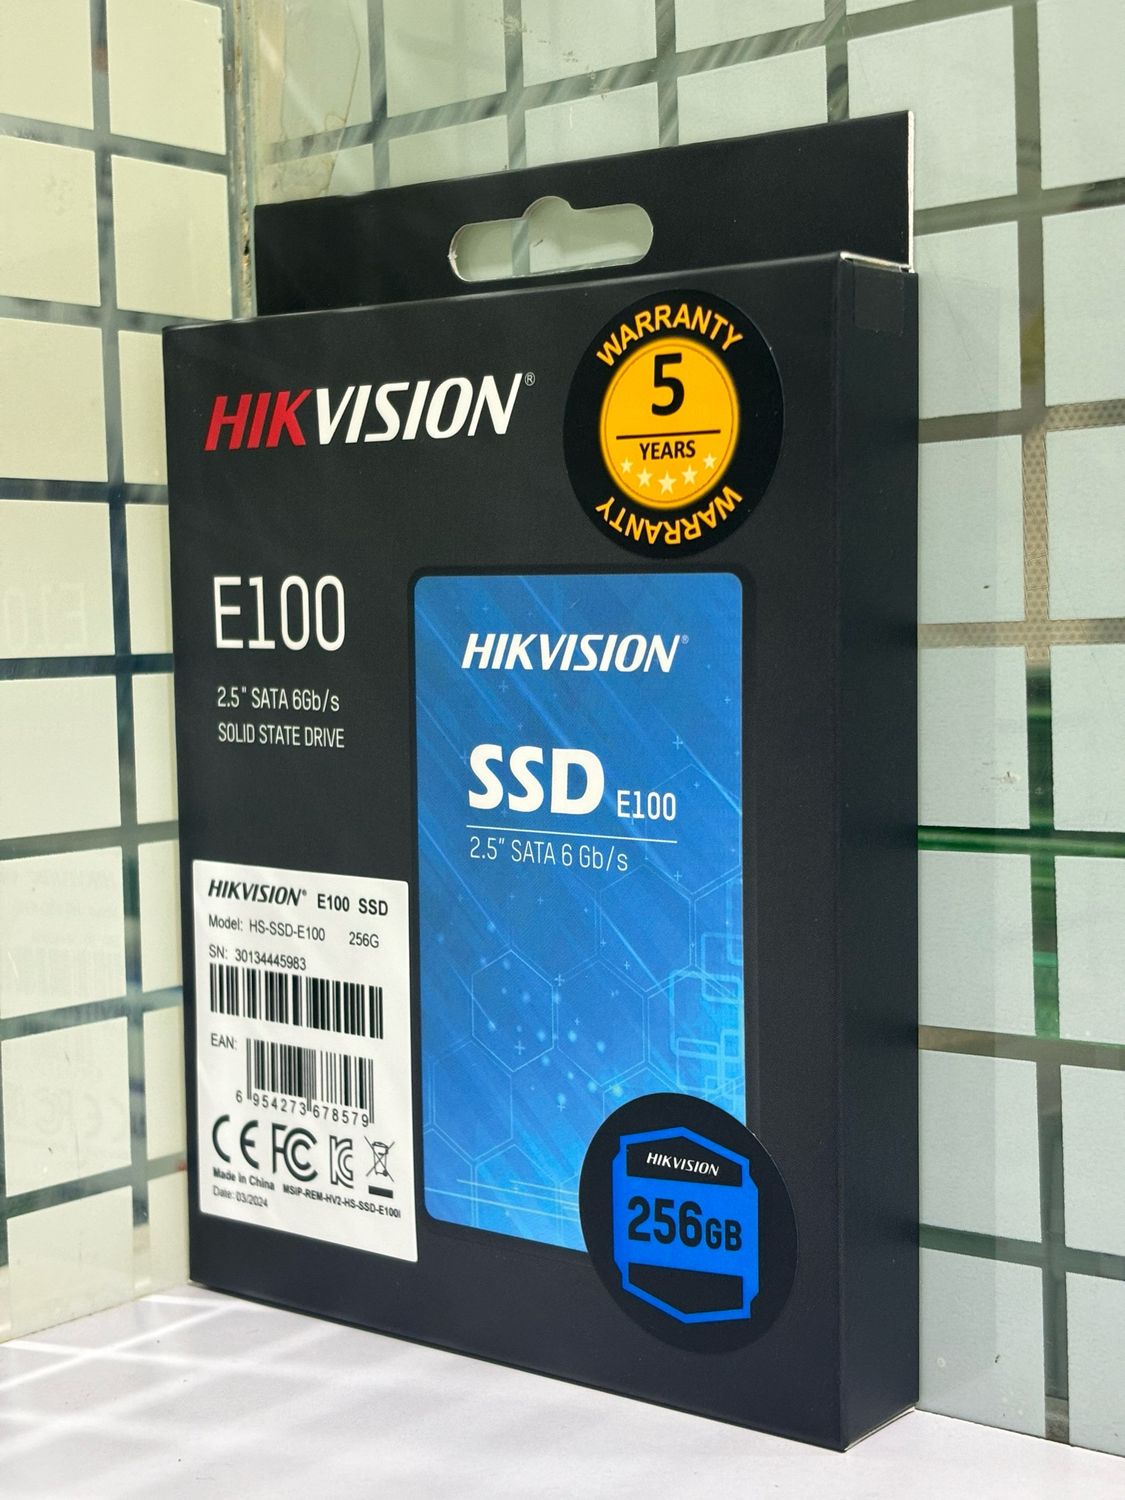 HIKVISION®
WARRANTY
5
YEARS
WARRANTY
E100
2.5" SATA 6Gb/s
SOLID STATE DRIVE
HIKVISION®
SSD E100
2.5" SATA 6 Gb/s
HIKVISION® E100 SSD
Model: HS-SSD-E100 256G
SN: 30134445983
EAN:
6 954273 678579
CE FC
Made in China MSIP-REM-HV2-HS-SSD-E100I
Date: 03/2024
HIKVISION
256GB